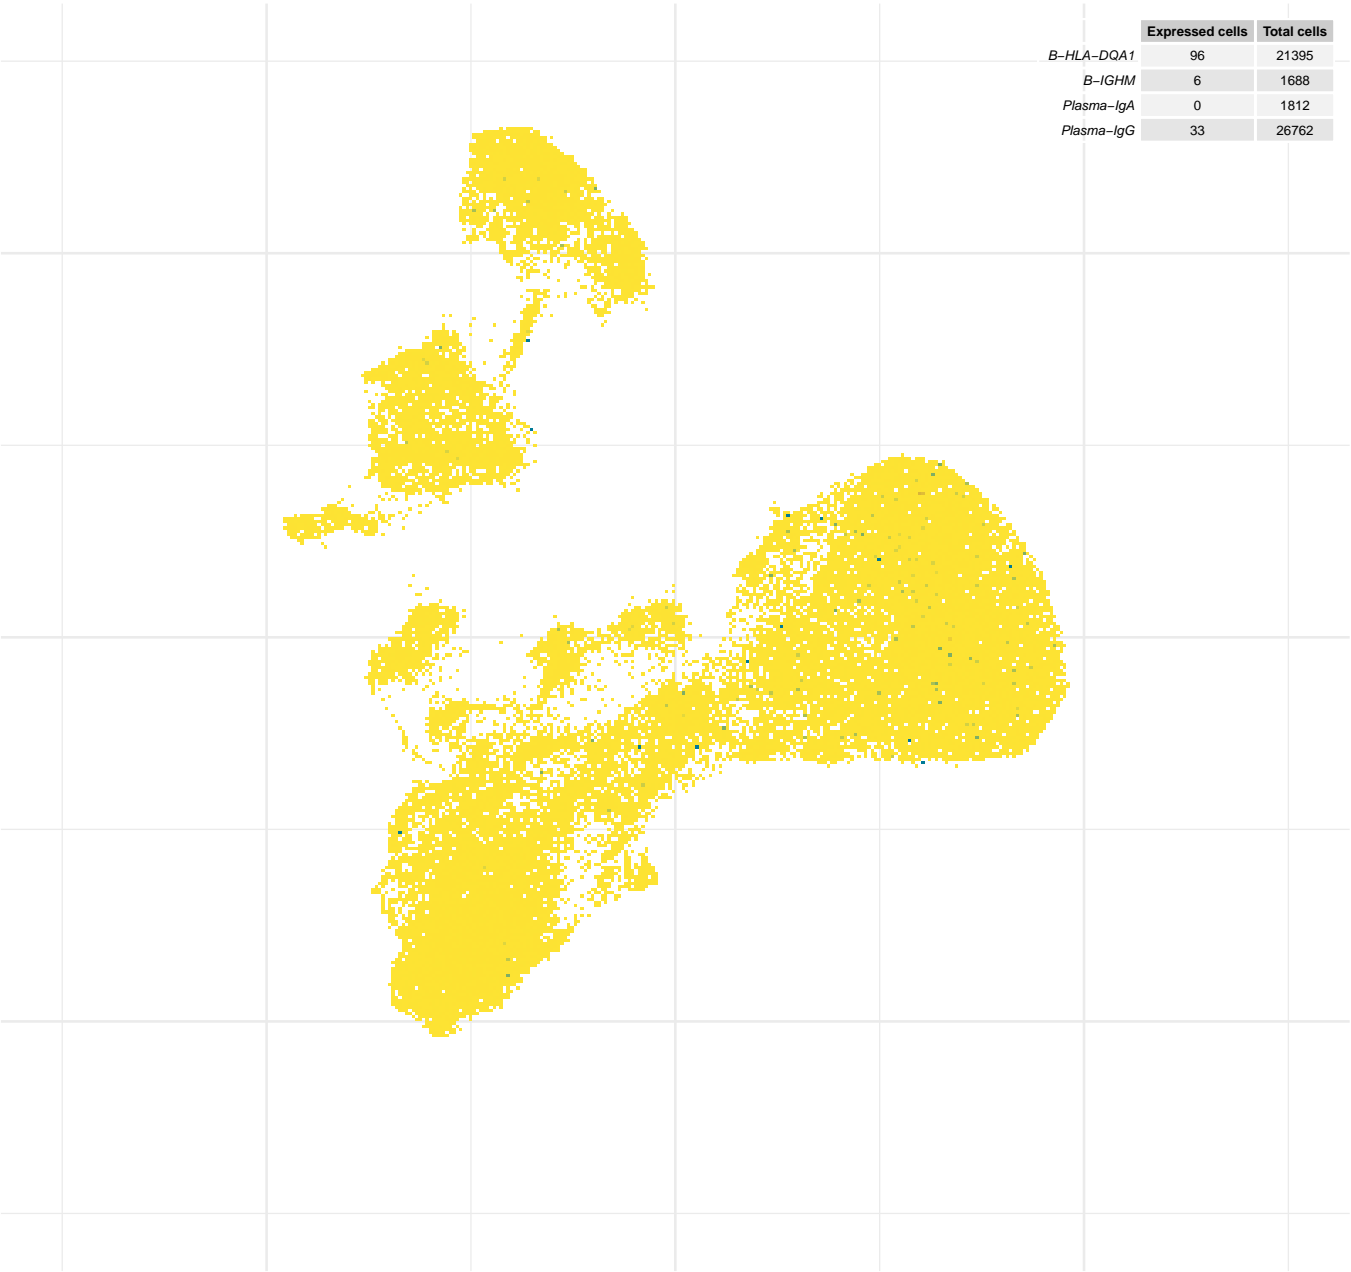 Expressed cells Total cells
B−HLA−DQA1 96 21395
B−IGHM 6 1688
Plasma−IgA 0 1812
Plasma−IgG 33 26762